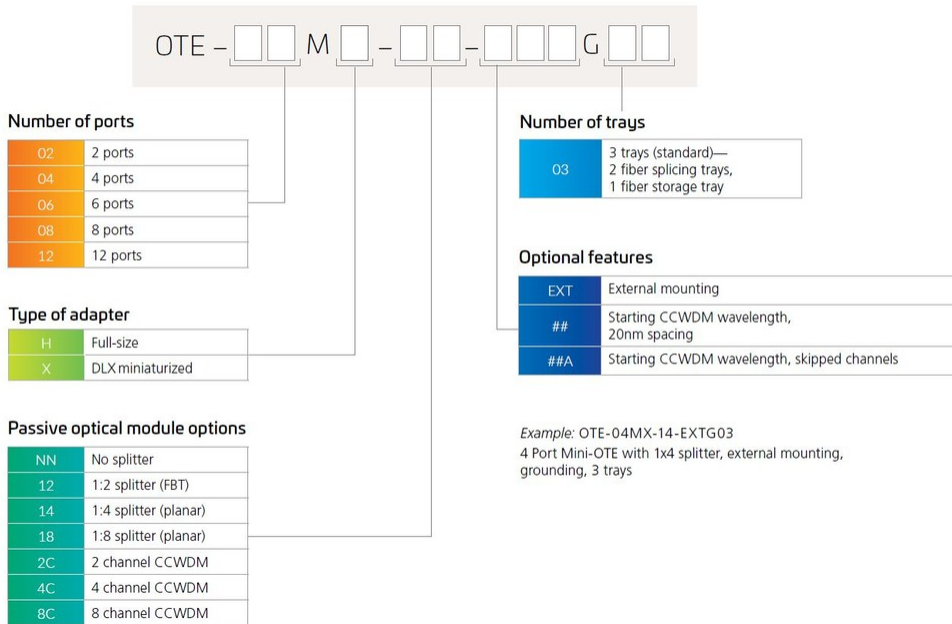 OTE – M – – G
Number of ports
02 2 ports
04 4 ports
06 6 ports
08 8 ports
12 12 ports
Type of adapter
H Full-size
X DLX miniaturized
Passive optical module options
NN No splitter
12 1:2 splitter (FBT)
14 1:4 splitter (planar)
18 1:8 splitter (planar)
2C 2 channel CCWDM
4C 4 channel CCWDM
8C 8 channel CCWDM
Number of trays
03 3 trays (standard)—
2 fiber splicing trays,
1 fiber storage tray
Optional features
EXT External mounting
## Starting CCWDM wavelength,
20nm spacing
##A Starting CCWDM wavelength, skipped channels
Example: OTE-04MX-14-EXTG03
4 Port Mini-OTE with 1x4 splitter, external mounting,
grounding, 3 trays